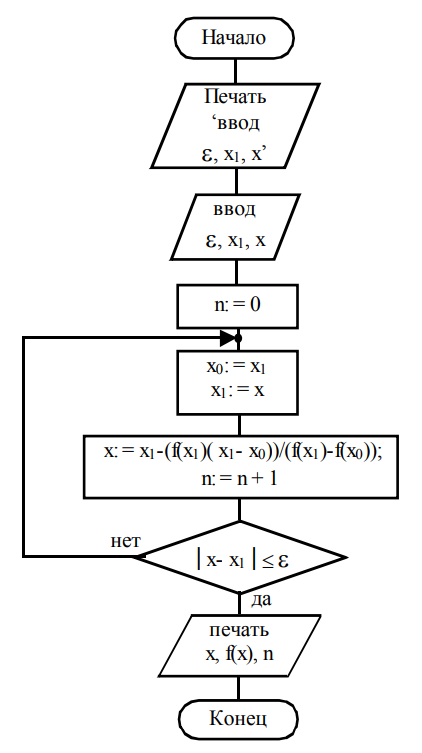 Начало
Печать
‘ввод
ε, x₁, x’
ввод
ε, x₁, x
n: = 0
x₀: = x₁
x₁: = x
x: = x₁-(f(x₁)( x₁- x₀))/(f(x₁)-f(x₀));
n: = n + 1
нет
| x- x₁ | ≤ ε
да
печать
x, f(x), n
Конец